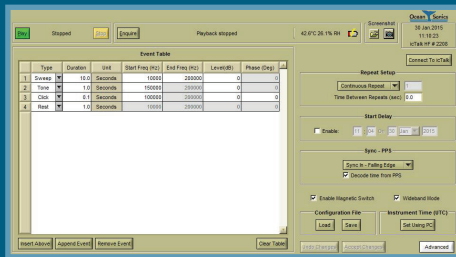 Ocean Sonics
Play
Stopped
Stop
Enquire
Playback stopped
42.6°C 26.1% RH
Screenshot
30 Jan 2015
11:18:23
icTalk HF # 2206
Connect To icTalk
Event Table
Type Duration Unit Start Freq (Hz) End Freq (Hz) Level(dB) Phase (Deg)
1 Sweep 10.0 Seconds 10000 200000 0 0
2 Tone 1.0 Seconds 150000 200000 0 0
3 Click 0.1 Seconds 100000 200000 0 0
4 Rest 1.0 Seconds 10000 200000 0 0
Insert Above Append Event Remove Event Clear Table
Repeat Setup
Continuous Repeat 1
Time Between Repeats (sec) 0.0
Start Delay
Enable: 11 : 04 On 30 Jan 2015
Sync - PPS
Sync In - Falling Edge
Decode time from PPS
Enable Magnetic Switch Wideband Mode
Configuration File
Load Save
Instrument Time (UTC)
Set Using PC
Undo Changes Accept Changes Advanced